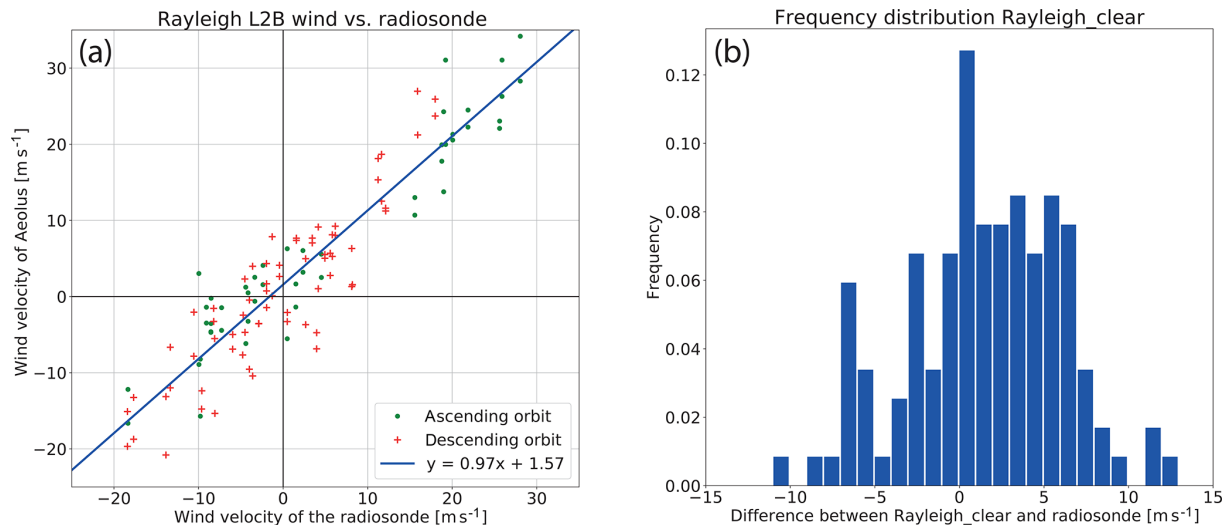 Rayleigh L2B wind vs. radiosonde
(a)
Wind velocity of Aeolus [m s⁻¹]
30
20
10
0
−10
−20
Ascending orbit
Descending orbit
y = 0.97x + 1.57
−20 −10 0 10 20 30
Wind velocity of the radiosonde [m s⁻¹]
Frequency distribution Rayleigh_clear
(b)
Frequency
0.12
0.10
0.08
0.06
0.04
0.02
0.00
−15 −10 −5 0 5 10 15
Difference between Rayleigh_clear and radiosonde [m s⁻¹]